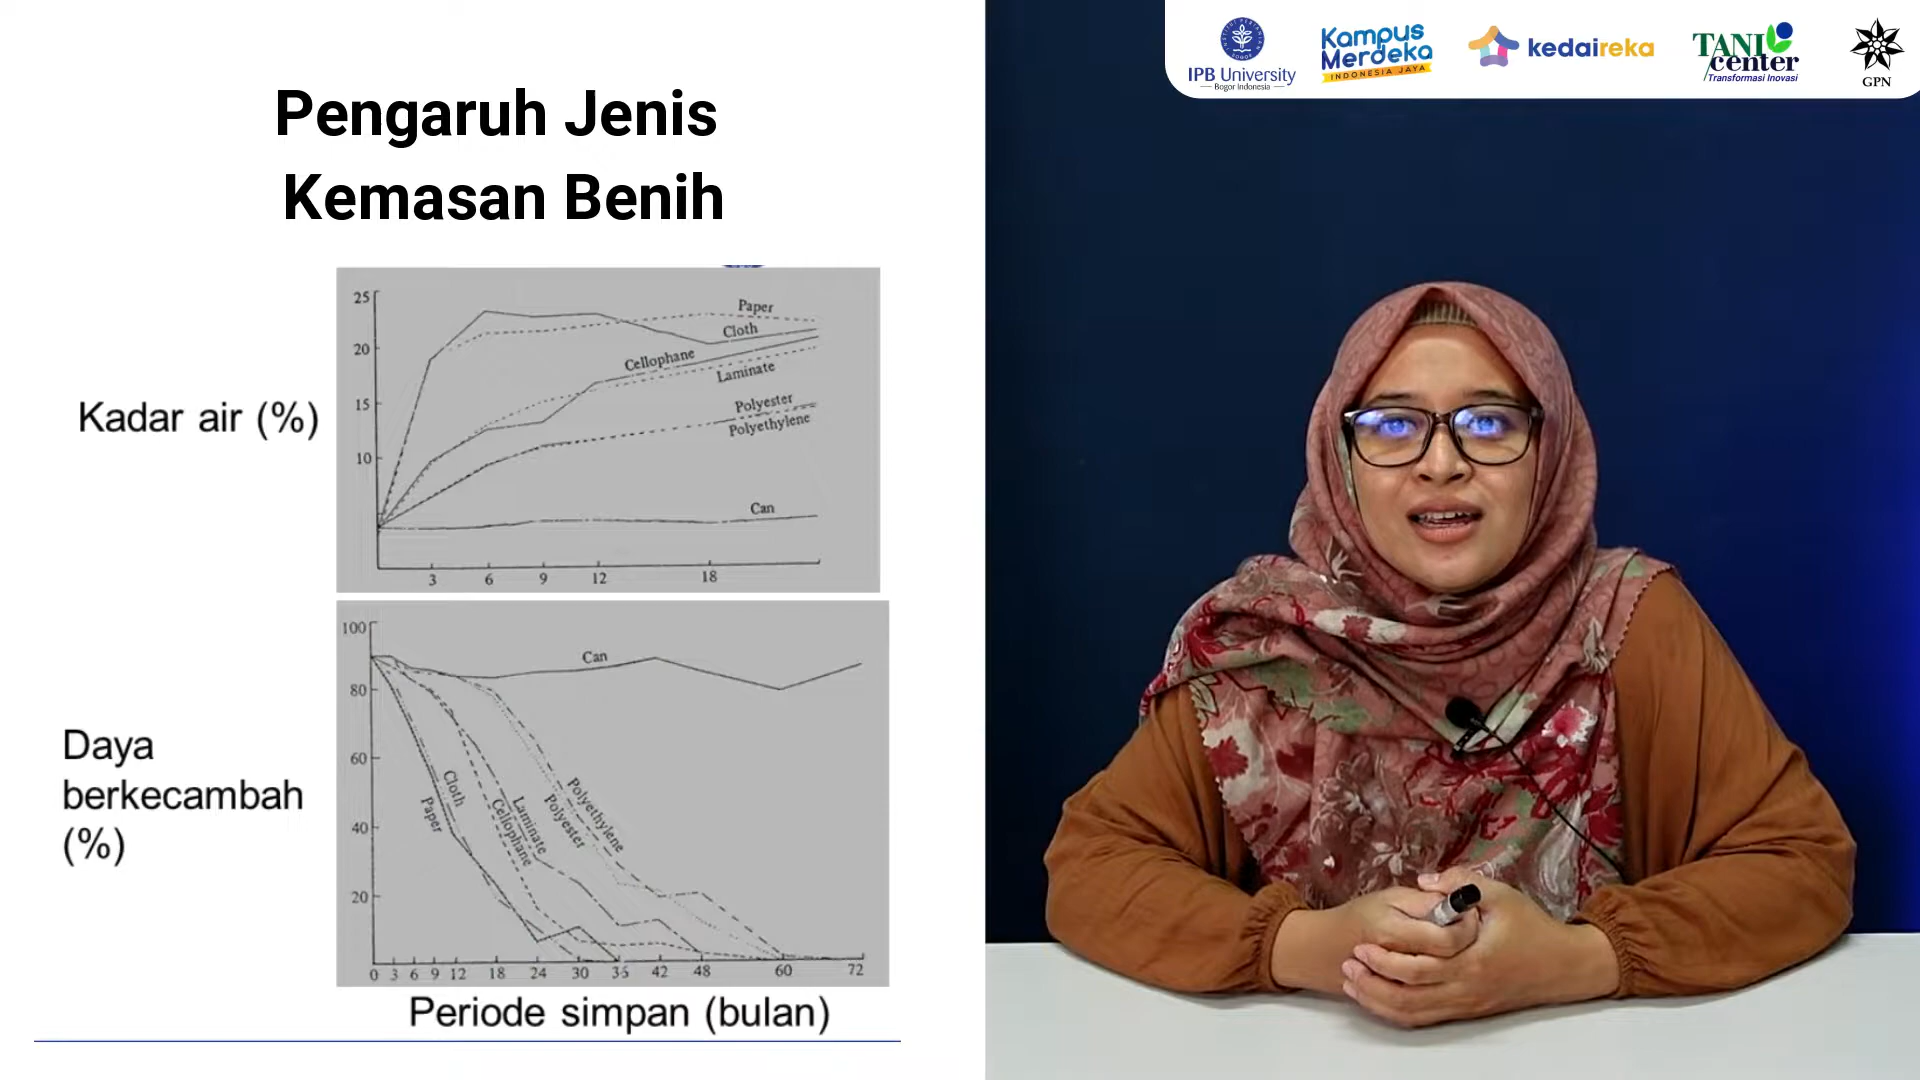 IPB University
Bogor Indonesia
Kampus
Merdeka
INDONESIA JAYA
kedaireka
TANI
center
Transformasi Inovasi
GPN
Pengaruh Jenis
Kemasan Benih
Kadar air (%)
25
20
15
10
Paper
Cloth
Cellophane
Laminate
Polyester
Polyethylene
Can
3 6 9 12 18
Daya
berkecambah
(%)
100
80
60
40
20
Can
Paper
Cloth
Cellophane
Laminate
Polyester
Polyethylene
0 3 6 9 12 18 24 30 36 42 48 60 72
Periode simpan (bulan)